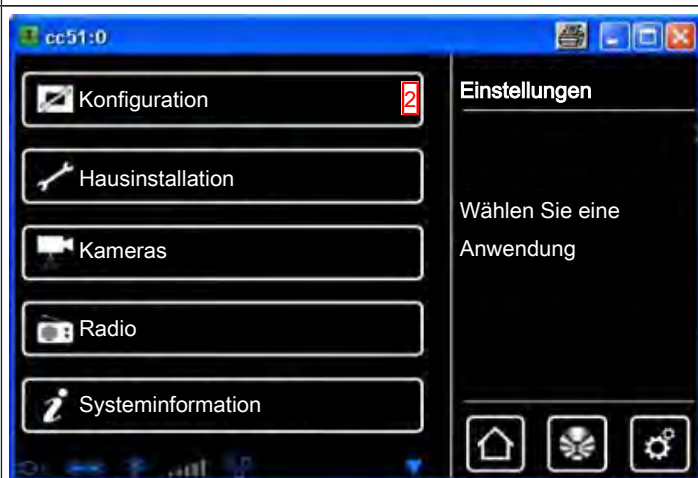 cc51:0
Konfiguration 2
Hausinstallation
Kameras
Radio
Systeminformation
Einstellungen
Wählen Sie eine
Anwendung